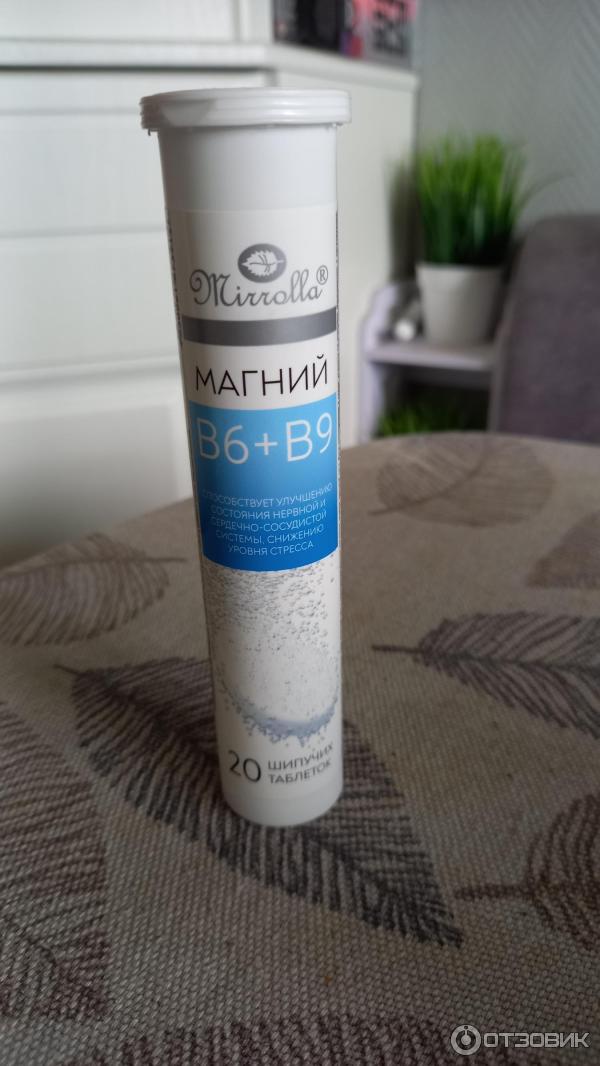 Mirrolla®
МАГНИЙ
B6+B9
СПОСОБСТВУЕТ УЛУЧШЕНИЮ
СОСТОЯНИЯ НЕРВНОЙ И
СЕРДЕЧНО-СОСУДИСТОЙ
СИСТЕМЫ, СНИЖЕНИЮ
УРОВНЯ СТРЕССА
20 ШИПУЧИХ
ТАБЛЕТОК
ОТЗОВИК